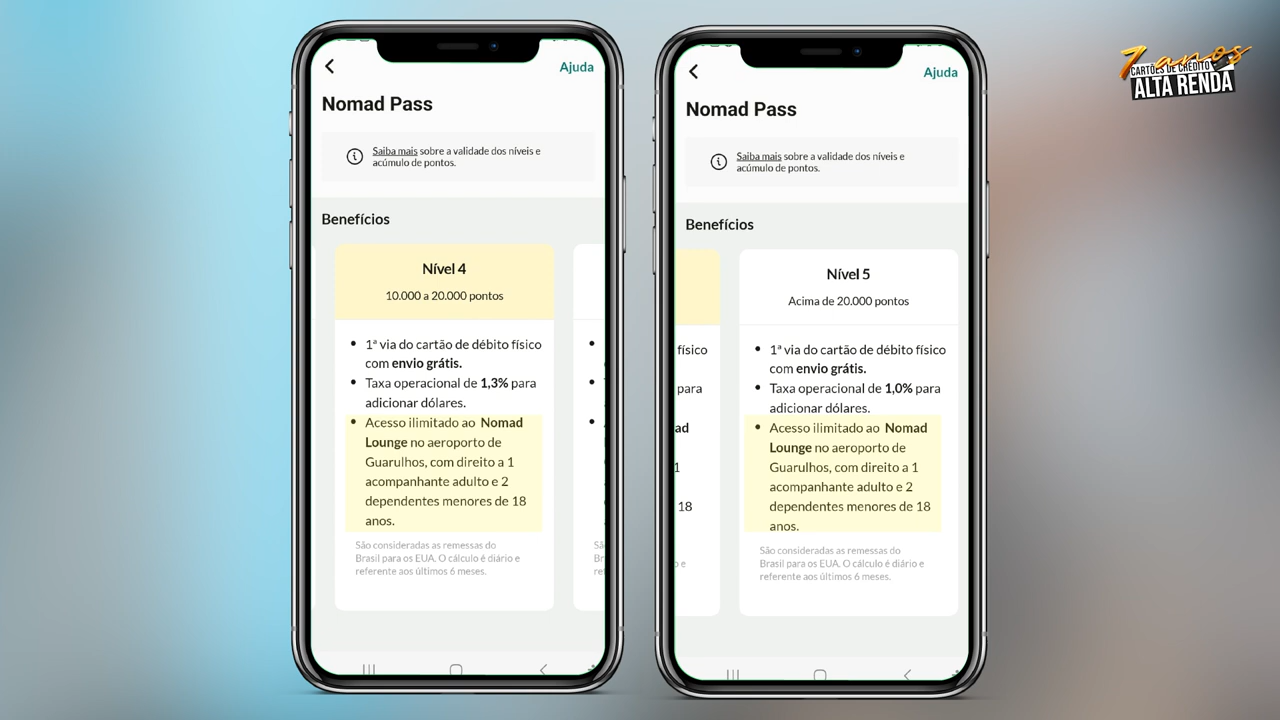 7 anos
CARTÕES DE CRÉDITO
ALTA RENDA
Ajuda
Nomad Pass
Saiba mais sobre a validade dos níveis e
acúmulo de pontos.
Benefícios
Nível 4
10.000 a 20.000 pontos
• 1ª via do cartão de débito físico
com envio grátis.
• Taxa operacional de 1,3% para
adicionar dólares.
• Acesso ilimitado ao Nomad
Lounge no aeroporto de
Guarulhos, com direito a 1
acompanhante adulto e 2
dependentes menores de 18
anos.
São consideradas as remessas do
Brasil para os EUA. O cálculo é diário e
referente aos últimos 6 meses.
Ajuda
Nomad Pass
Saiba mais sobre a validade dos níveis e
acúmulo de pontos.
Benefícios
físico
para
ad
1
18
o e
Nível 5
Acima de 20.000 pontos
• 1ª via do cartão de débito físico
com envio grátis.
• Taxa operacional de 1,0% para
adicionar dólares.
• Acesso ilimitado ao Nomad
Lounge no aeroporto de
Guarulhos, com direito a 1
acompanhante adulto e 2
dependentes menores de 18
anos.
São consideradas as remessas do
Brasil para os EUA. O cálculo é diário e
referente aos últimos 6 meses.